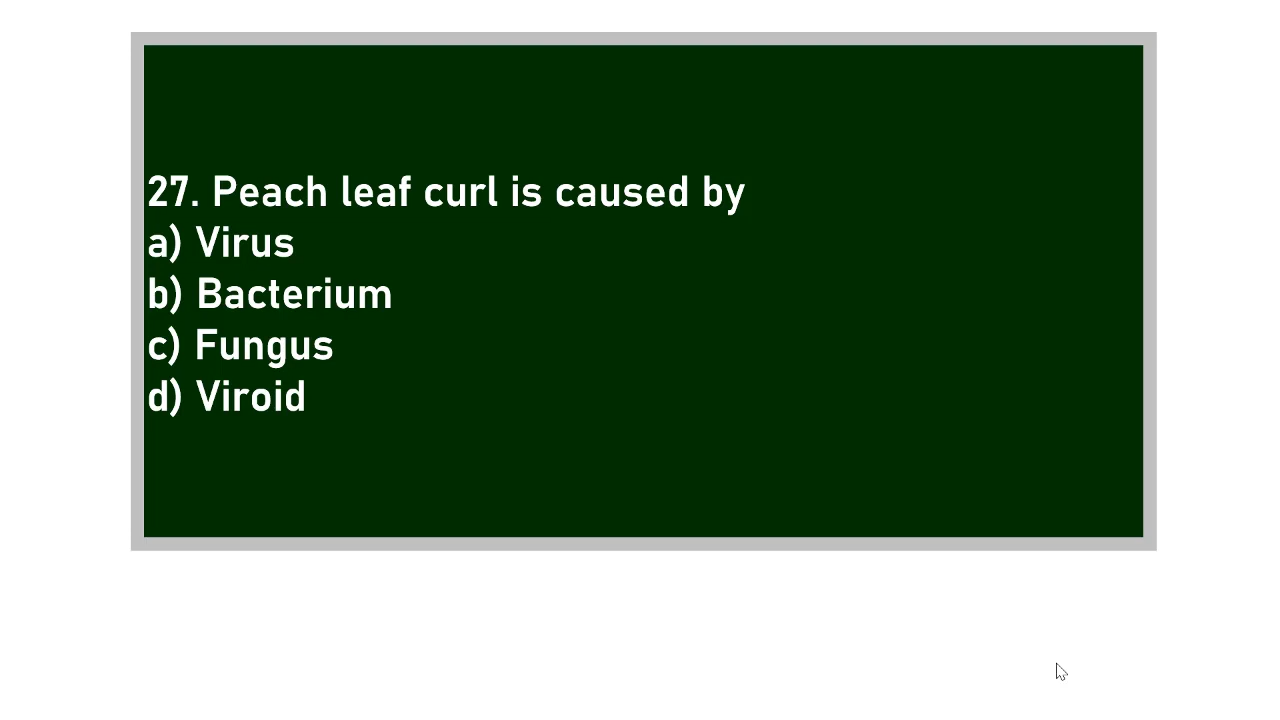 27. Peach leaf curl is caused by
a) Virus
b) Bacterium
c) Fungus
d) Viroid